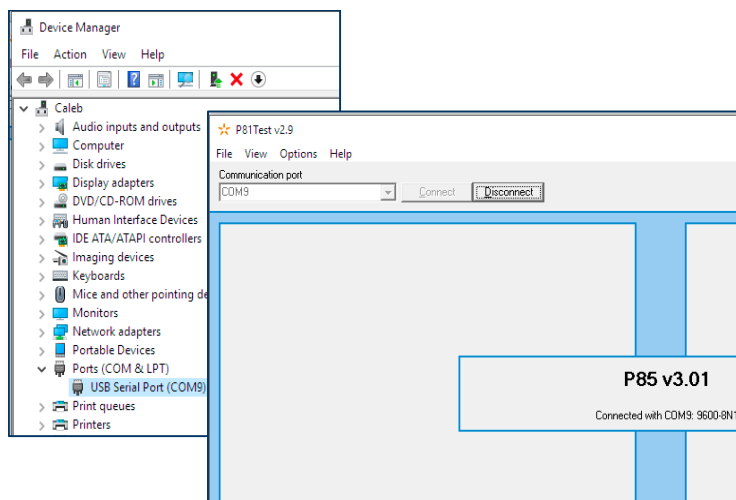 Device Manager
File Action View Help
Caleb
Audio inputs and outputs
Computer
Disk drives
Display adapters
DVD/CD-ROM drives
Human Interface Devices
IDE ATA/ATAPI controllers
Imaging devices
Keyboards
Mice and other pointing de
Monitors
Network adapters
Portable Devices
Ports (COM & LPT)
USB Serial Port (COM9)
Print queues
Printers
P81Test v2.9
File View Options Help
Communication port
COM9 Connect Disconnect
P85 v3.01
Connected with COM9: 9600-8N1